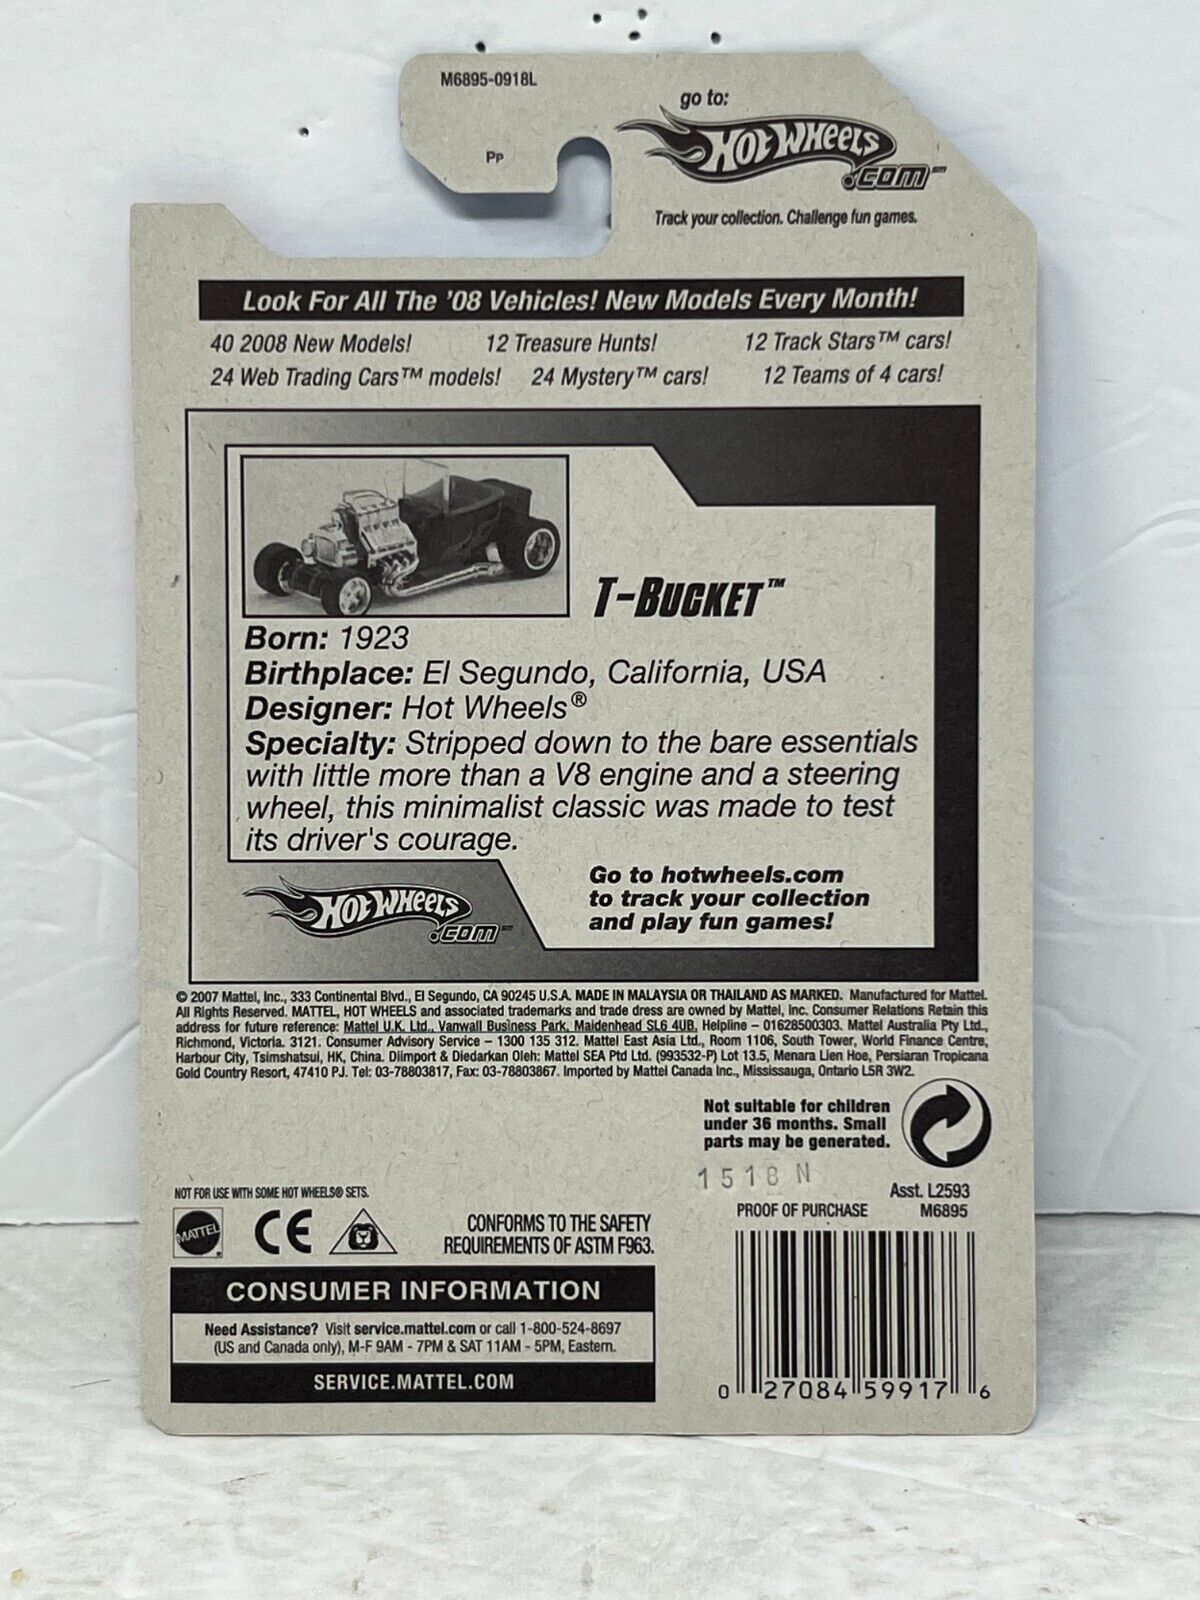 M6895-0918L
PP
go to:
Hot Wheels
.com℠
Track your collection. Challenge fun games.
Look For All The '08 Vehicles! New Models Every Month!
40 2008 New Models! 12 Treasure Hunts! 12 Track Stars™ cars!
24 Web Trading Cars™ models! 24 Mystery™ cars! 12 Teams of 4 cars!
T-Bucket™
Born: 1923
Birthplace: El Segundo, California, USA
Designer: Hot Wheels®
Specialty: Stripped down to the bare essentials
with little more than a V8 engine and a steering
wheel, this minimalist classic was made to test
its driver's courage.
Hot Wheels
.com℠
Go to hotwheels.com
to track your collection
and play fun games!
© 2007 Mattel, Inc., 333 Continental Blvd., El Segundo, CA 90245 U.S.A. MADE IN MALAYSIA OR THAILAND AS MARKED. Manufactured for Mattel.
All Rights Reserved. MATTEL, HOT WHEELS and associated trademarks and trade dress are owned by Mattel, Inc. Consumer Relations Retain this
address for future reference: Mattel U.K. Ltd., Vanwall Business Park, Maidenhead SL6 4UB. Helpline – 01628500303. Mattel Australia Pty Ltd.,
Richmond, Victoria. 3121. Consumer Advisory Service – 1300 135 312. Mattel East Asia Ltd., Room 1106, South Tower, World Finance Centre,
Harbour City, Tsimshatsui, HK, China. Diimport & Diedarkan Oleh: Mattel SEA Ptd Ltd. (993532-P) Lot 13.5, Menara Lien Hoe, Persiaran Tropicana
Gold Country Resort, 47410 PJ. Tel: 03-78803817, Fax: 03-78803867. Imported by Mattel Canada Inc., Mississauga, Ontario L5R 3W2.
Not suitable for children
under 36 months. Small
parts may be generated.
1518N
NOT FOR USE WITH SOME HOT WHEELS® SETS.
Asst. L2593
PROOF OF PURCHASE M6895
MATTEL
CE
CONFORMS TO THE SAFETY
REQUIREMENTS OF ASTM F963.
CONSUMER INFORMATION
Need Assistance? Visit service.mattel.com or call 1-800-524-8697
(US and Canada only), M-F 9AM - 7PM & SAT 11AM - 5PM, Eastern.
SERVICE.MATTEL.COM
0 27084 59917 6